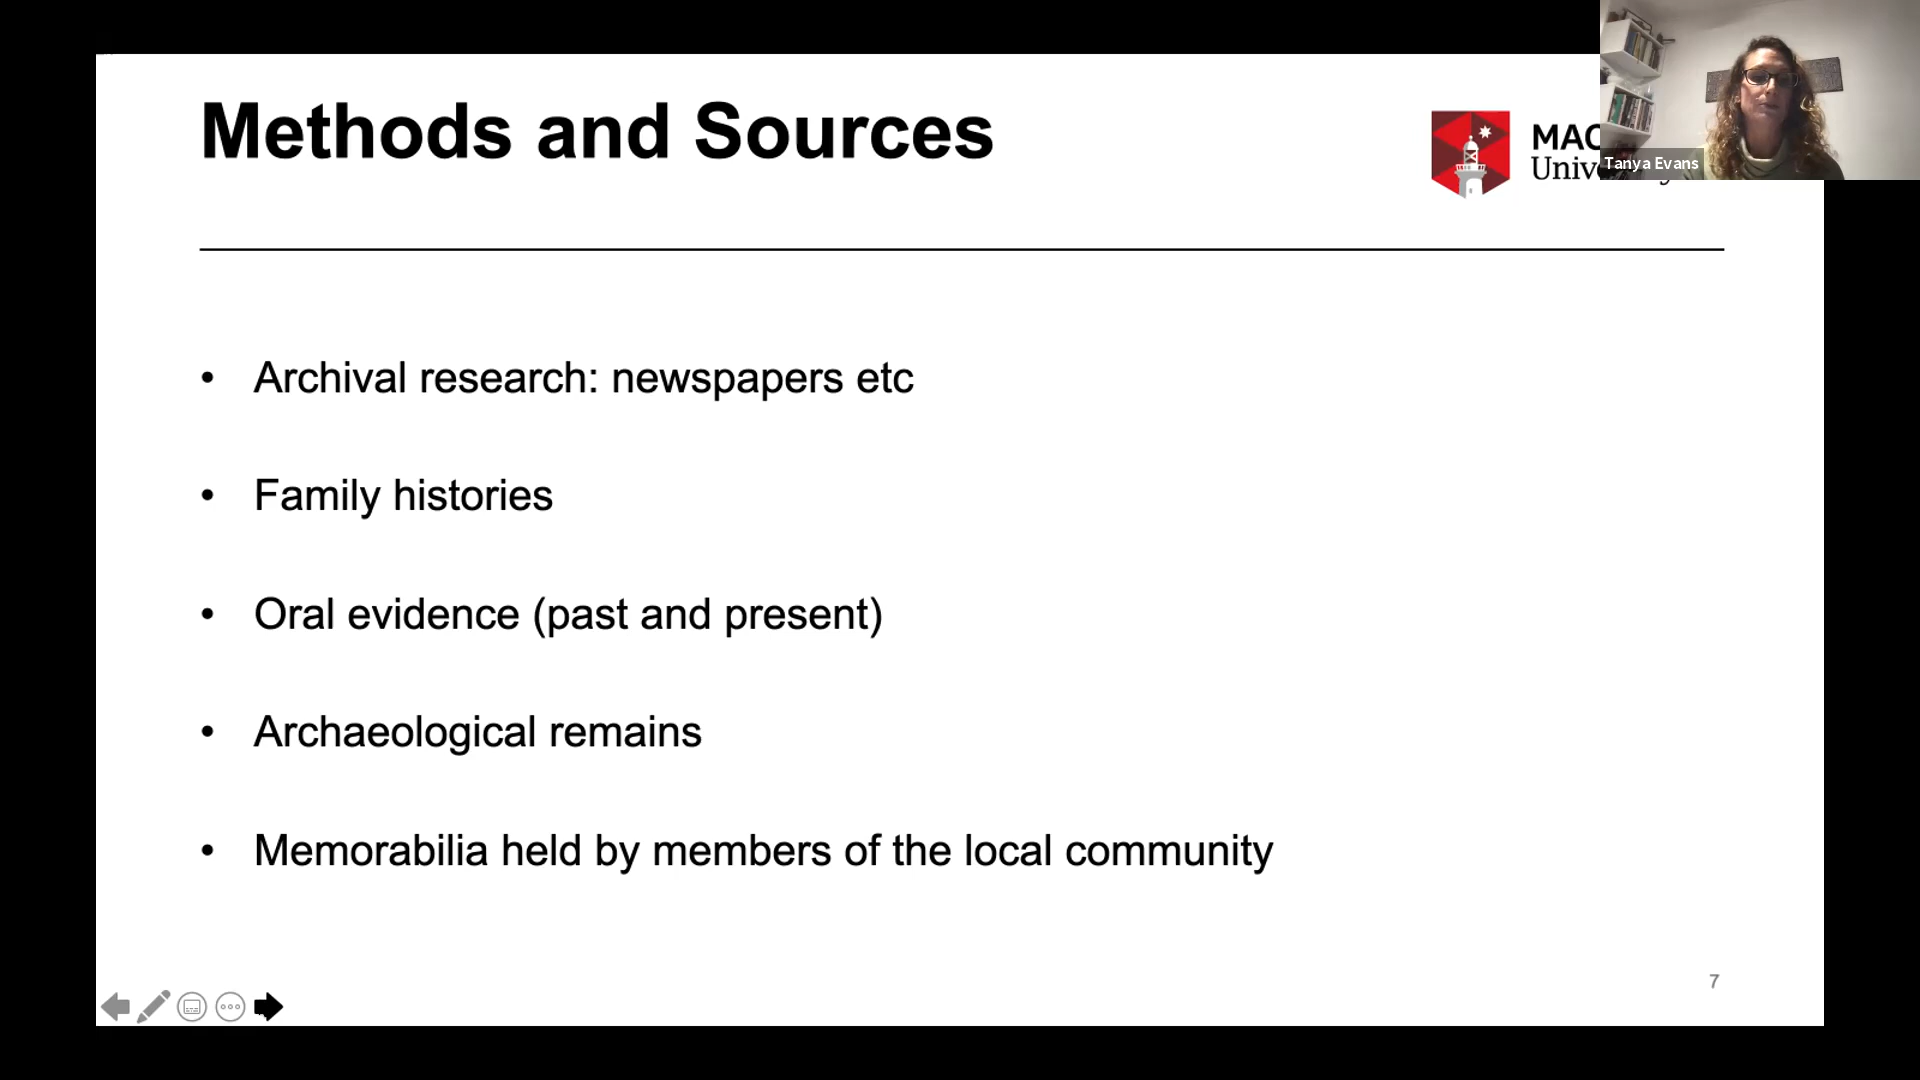 Methods and Sources
MAC
Univ
Tanya Evans
• Archival research: newspapers etc
• Family histories
• Oral evidence (past and present)
• Archaeological remains
• Memorabilia held by members of the local community
7